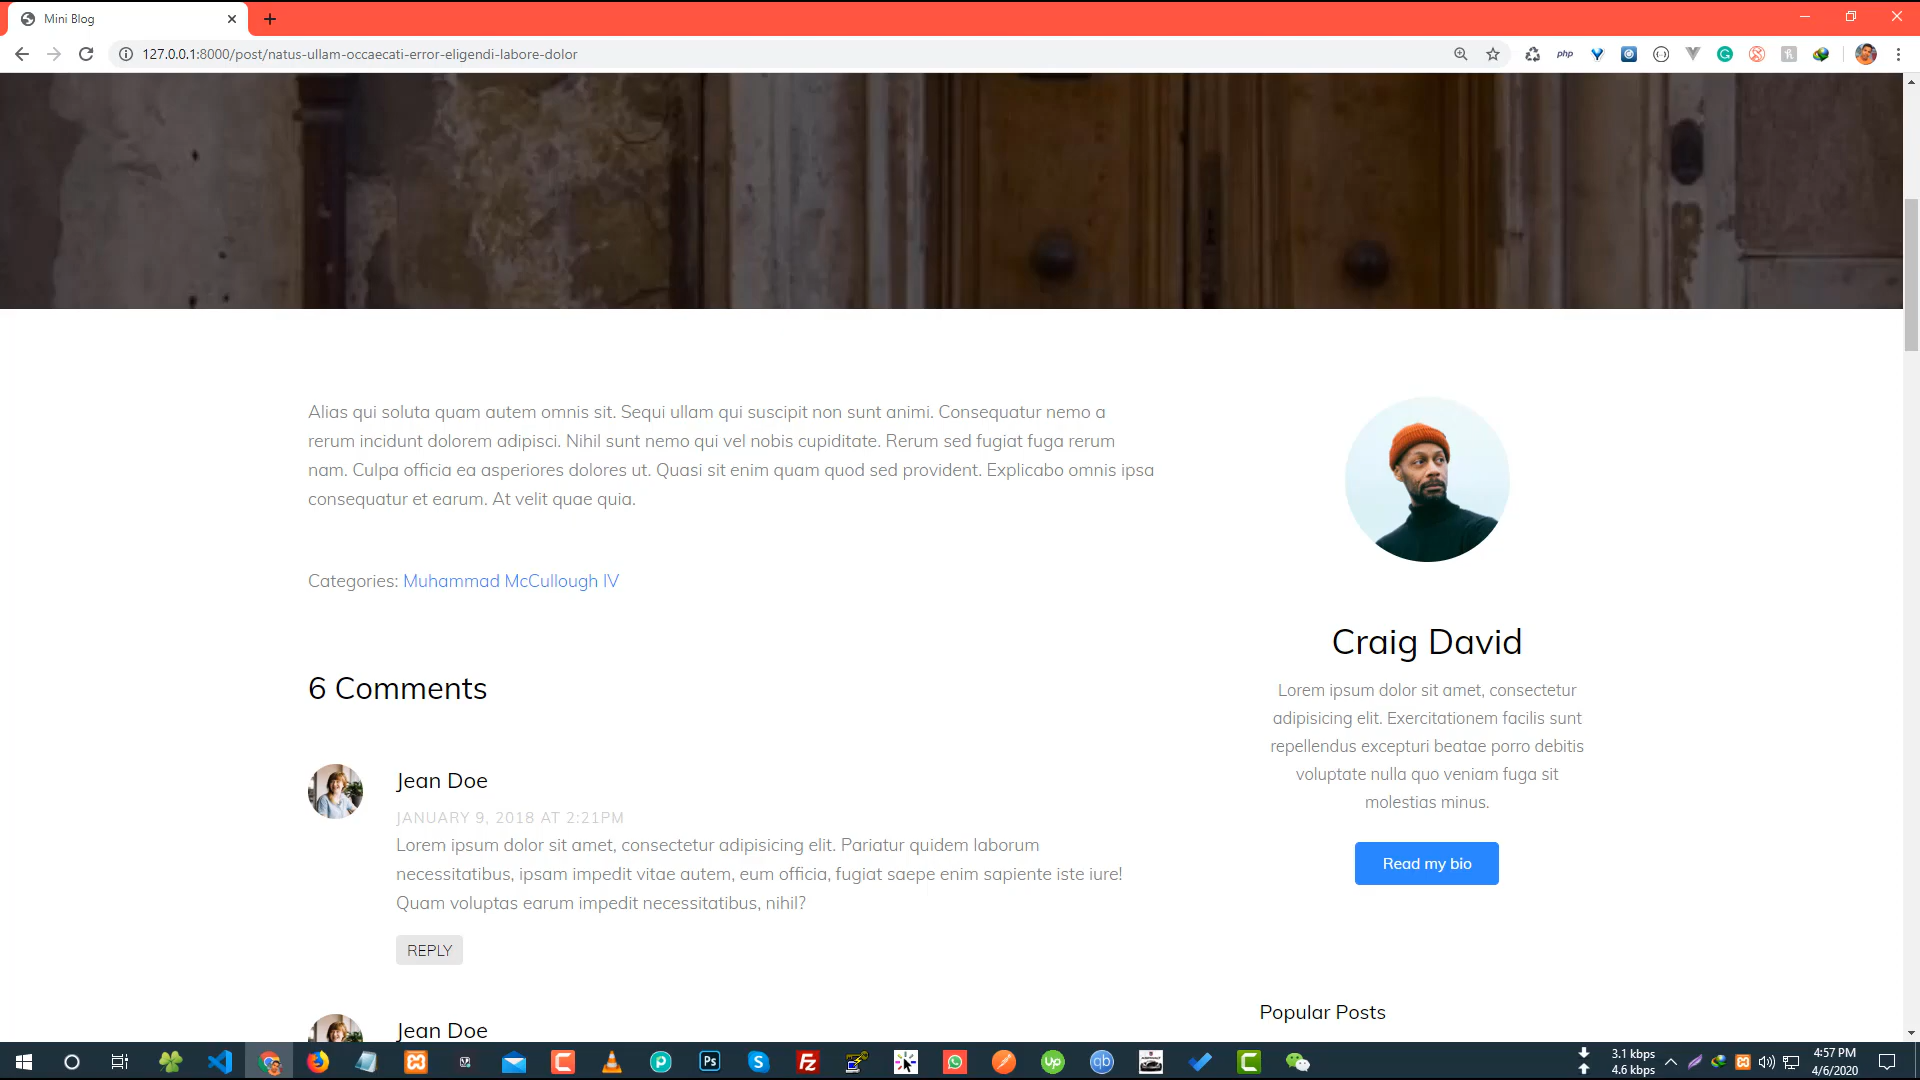 Mini Blog
127.0.0.1:8000/post/natus-ullam-occaecati-error-eligendi-labore-dolor
php
Alias qui soluta quam autem omnis sit. Sequi ullam qui suscipit non sunt animi. Consequatur nemo a
rerum incidunt dolorem adipisci. Nihil sunt nemo qui vel nobis cupiditate. Rerum sed fugiat fuga rerum
nam. Culpa officia ea asperiores dolores ut. Quasi sit enim quam quod sed provident. Explicabo omnis ipsa
consequatur et earum. At velit quae quia.
Categories: Muhammad McCullough IV
6 Comments
Jean Doe
JANUARY 9, 2018 AT 2:21PM
Lorem ipsum dolor sit amet, consectetur adipisicing elit. Pariatur quidem laborum
necessitatibus, ipsam impedit vitae autem, eum officia, fugiat saepe enim sapiente iste iure!
Quam voluptas earum impedit necessitatibus, nihil?
REPLY
Jean Doe
Craig David
Lorem ipsum dolor sit amet, consectetur
adipisicing elit. Exercitationem facilis sunt
repellendus excepturi beatae porro debitis
voluptate nulla quo veniam fuga sit
molestias minus.
Read my bio
Popular Posts
Ps
Fz
up
qb
3.1 kbps
4.6 kbps
4:57 PM
4/6/2020